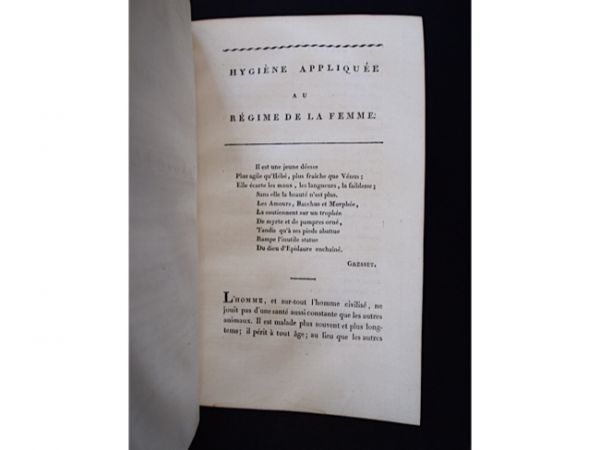 HYGIÈNE APPLIQUÉE
AU
RÉGIME DE LA FEMME.
Il est une jeune déesse
Plus agile qu'Hébé, plus fraîche que Vénus ;
Elle écarte les maux, les langueurs, la faiblesse ;
Sans elle la beauté n'est plus.
Les Amours, Bacchus et Morphée,
La soutiennent sur un trophée
De myrte et de pampres orné,
Tandis qu'à ses pieds abattue
Rampe l'inutile statue
Du dieu d'Épidaure enchaîné.
GRESSET.
L'HOMME, et sur-tout l'homme civilisé, ne
jouit pas d'une santé aussi constante que les autres
animaux. Il est malade plus souvent et plus long-
tems ; il périt à tout âge ; au lieu que les autres